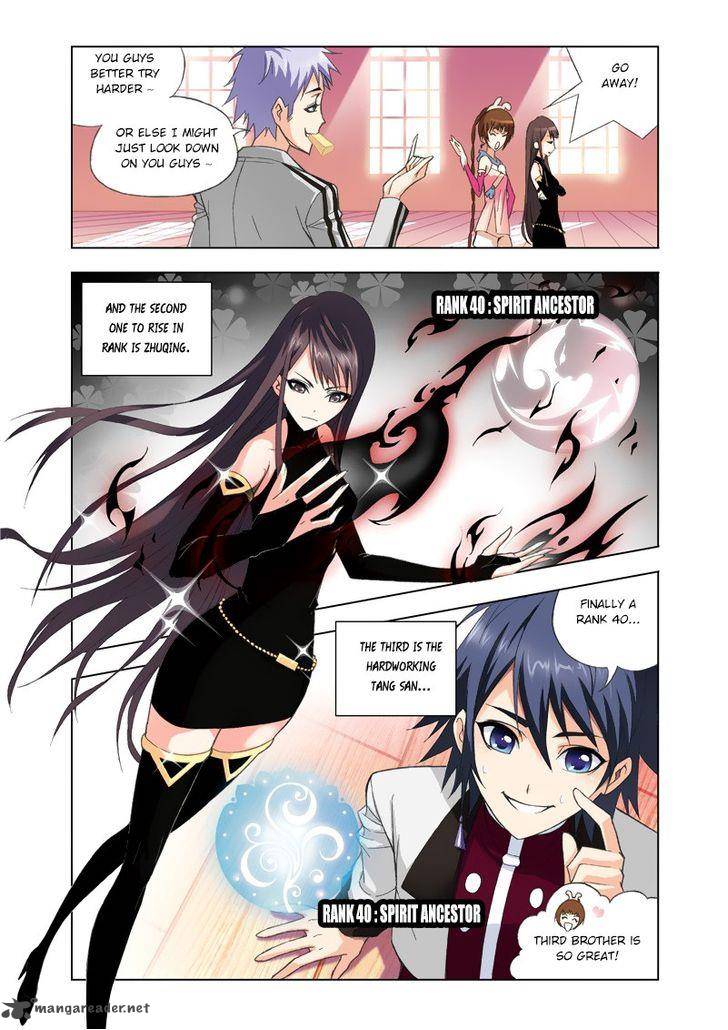 YOU GUYS
BETTER TRY
HARDER ~
OR ELSE I MIGHT
JUST LOOK DOWN
ON YOU GUYS ~
GO
AWAY!
AND THE SECOND
ONE TO RISE IN
RANK IS ZHUQING.
RANK 40 : SPIRIT ANCESTOR
FINALLY A
RANK 40...
THE THIRD IS THE
HARDWORKING
TANG SAN...
RANK 40 : SPIRIT ANCESTOR
THIRD BROTHER IS
SO GREAT!
mangareader.net